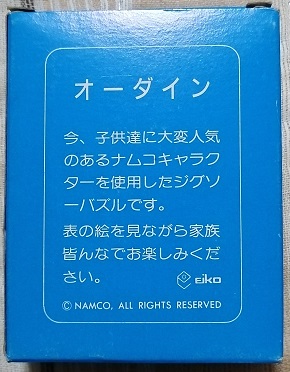 オーダイン
今、子供達に大変人気
のあるナムコキャラク
ターを使用したジグソ
ーパズルです。
表の絵を見ながら家族
皆んなでお楽しみくだ
さい。
EIKO
© NAMCO, ALL RIGHTS RESERVED